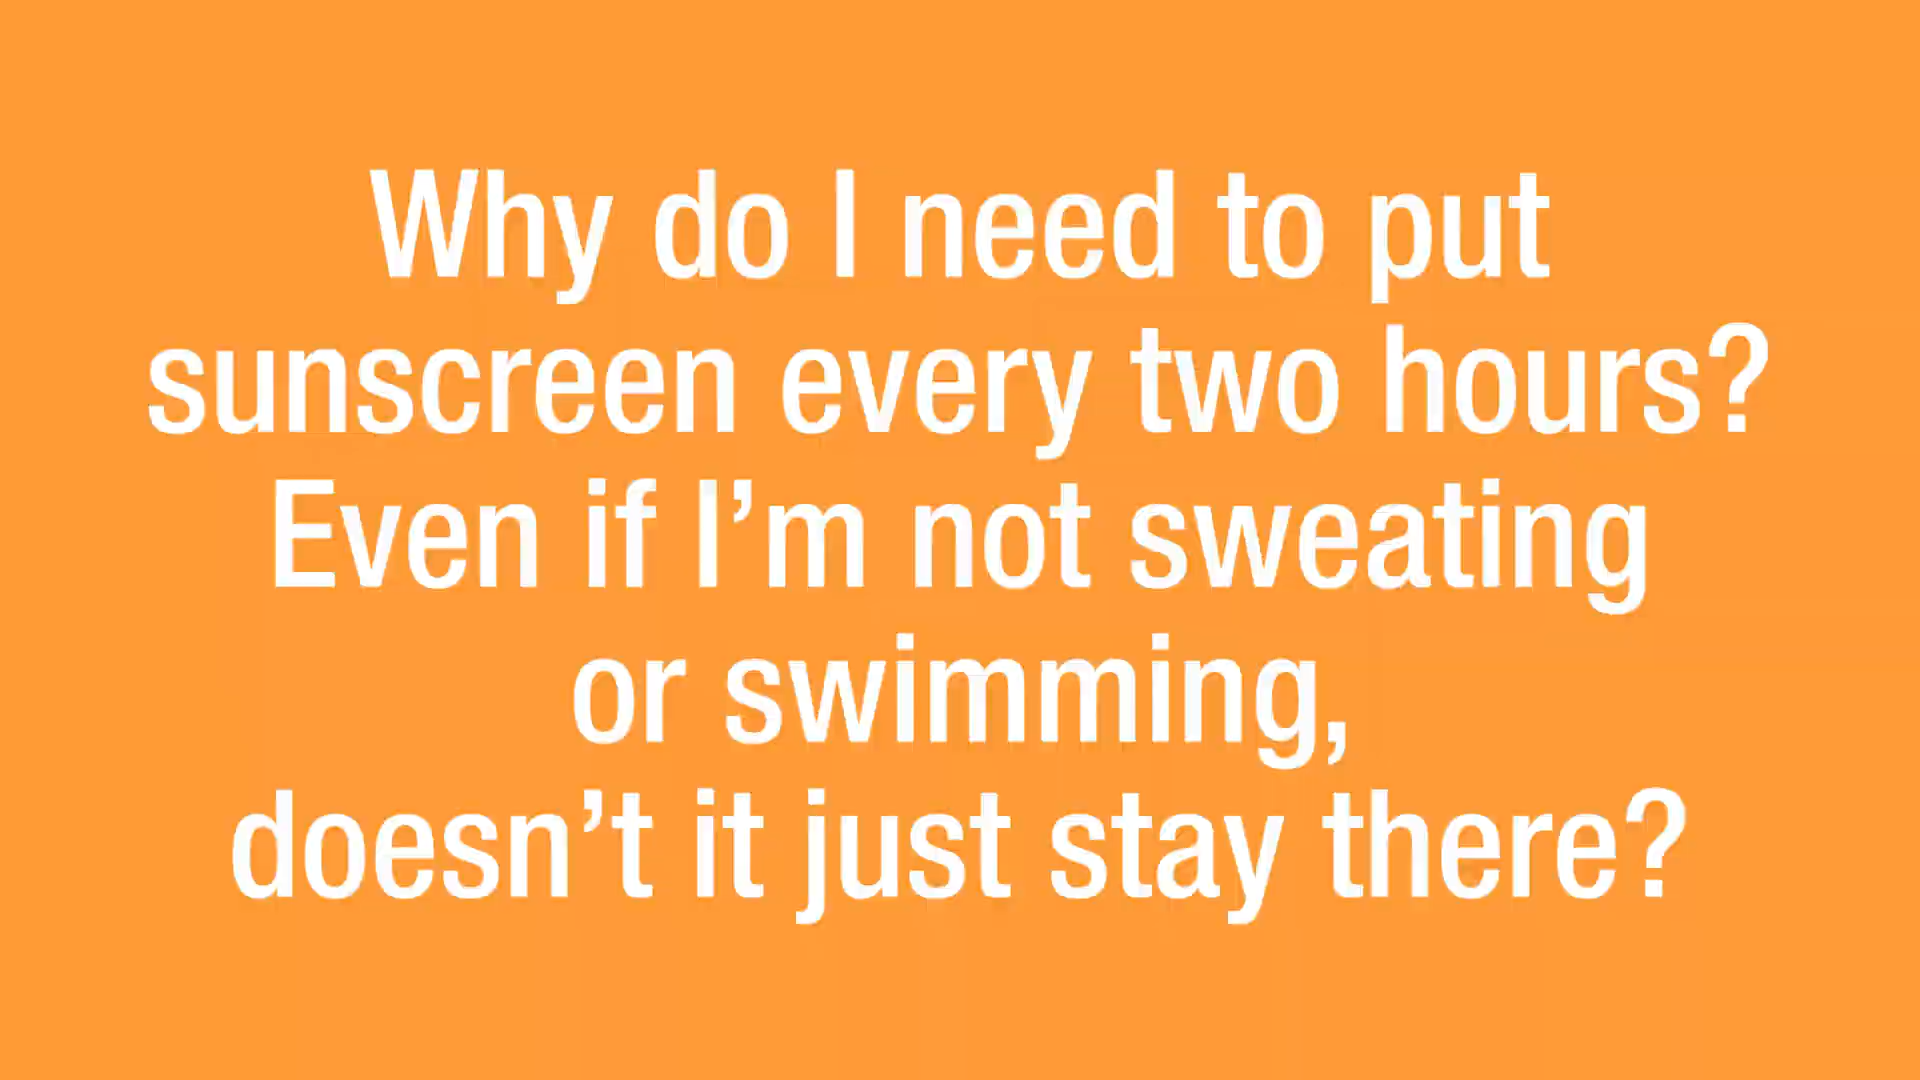 Why do I need to put
sunscreen every two hours?
Even if I’m not sweating
or swimming,
doesn’t it just stay there?